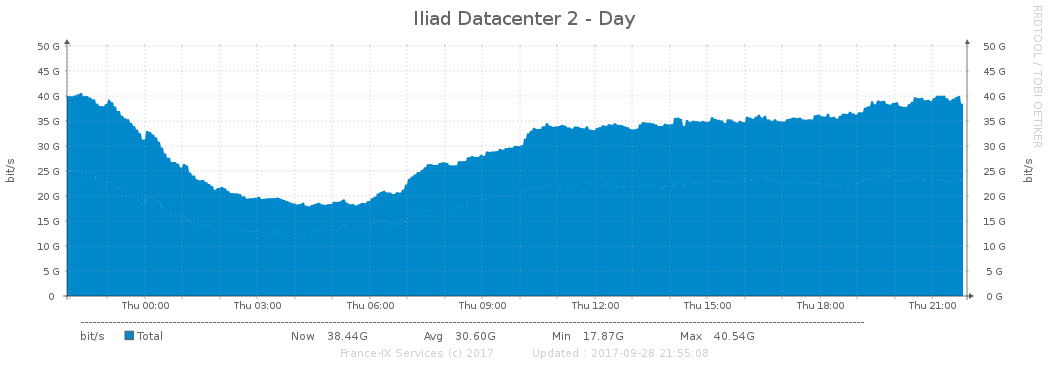 Iliad Datacenter 2 - Day
RRDTOOL / TOBI OETIKER
bit/s
50 G 50 G
45 G 45 G
40 G 40 G
35 G 35 G
30 G 30 G
25 G 25 G
20 G 20 G
15 G 15 G
10 G 10 G
5 G 5 G
0 0 G
bit/s
Thu 00:00 Thu 03:00 Thu 06:00 Thu 09:00 Thu 12:00 Thu 15:00 Thu 18:00 Thu 21:00
bit/s Total Now 38.44G Avg 30.60G Min 17.87G Max 40.54G
France-IX Services (c) 2017 Updated : 2017-09-28 21:55:08